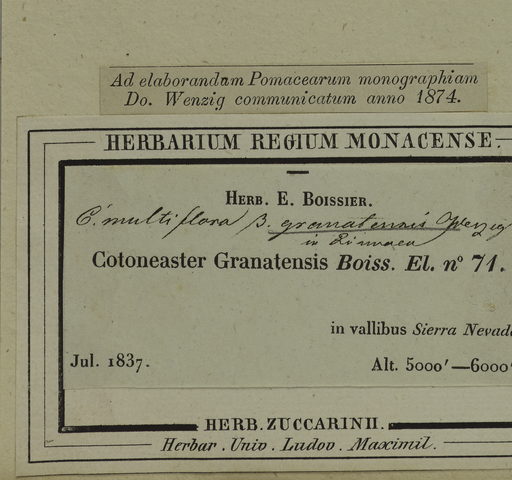 Ad elaborandam Pomacearum monographiam
Do. Wenzig communicatum anno 1874.
HERBARIUM REGIUM MONACENSE
HERB. E. BOISSIER.
C. multiflora β. granatensis Wenzig
in Linnaea
Cotoneaster Granatensis Boiss. El. nº 71.
in vallibus Sierra Nevad
Jul. 1837.
Alt. 5000′—6000′
HERB. ZUCCARINII.
Herbar. Univ. Ludov. Maximil.